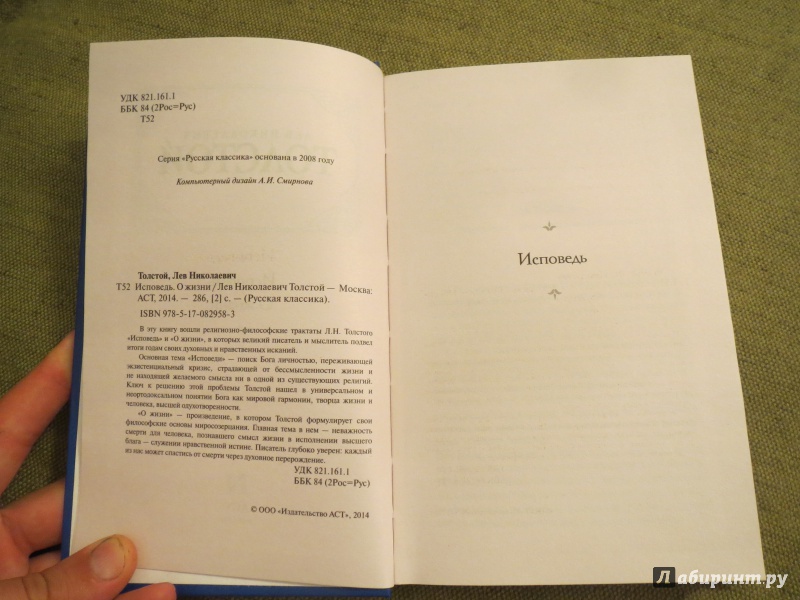 УДК 821.161.1
ББК 84 (2Рос=Рус)
Т52
Серия «Русская классика» основана в 2008 году
Компьютерный дизайн А.И. Смирнова
Толстой, Лев Николаевич
Т52 Исповедь. О жизни / Лев Николаевич Толстой — Москва:
АСТ, 2014. — 286, [2] с. — (Русская классика).
ISBN 978-5-17-082958-3
В эту книгу вошли религиозно-философские трактаты Л.Н. Толстого
«Исповедь» и «О жизни», в которых великий писатель и мыслитель подвел
итоги годам своих духовных и нравственных исканий.
Основная тема «Исповеди» — поиск Бога личностью, переживающей
экзистенциальный кризис, страдающей от бессмысленности жизни и
не находящей желаемого смысла ни в одной из существующих религий.
Ключ к решению этой проблемы Толстой нашел в универсальном и
неортодоксальном понятии Бога как мировой гармонии, творца жизни и
человека, высшей одухотворенности.
«О жизни» — произведение, в котором Толстой формулирует свои
философские основы миросозерцания. Главная тема в нем — неважность
смерти для человека, познавшего смысл жизни в исполнении высшего
блага — служении нравственной истине. Писатель глубоко уверен: каждый
из нас может спастись от смерти через духовное перерождение.
УДК 821.161.1
ББК 84 (2Рос=Рус)
© ООО «Издательство АСТ», 2014
Исповедь
Лабиринт.ру